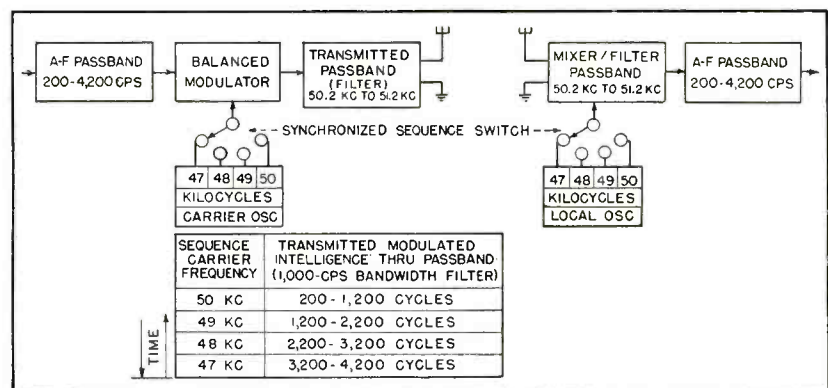 A-F PASSBAND
200-4,200 CPS
BALANCED
MODULATOR
TRANSMITTED
PASSBAND
(FILTER)
50.2 KC TO 51.2 KC
MIXER/FILTER
PASSBAND
50.2 KC TO 51.2 KC
A-F PASSBAND
200-4,200 CPS
SYNCHRONIZED SEQUENCE SWITCH
47 48 49 50
KILOCYCLES
CARRIER OSC
47 48 49 50
KILOCYCLES
LOCAL OSC
SEQUENCE
CARRIER
FREQUENCY
TRANSMITTED MODULATED
INTELLIGENCE THRU PASSBAND
(1,000-CPS BANDWIDTH FILTER)
50 KC 200-1,200 CYCLES
49 KC 1,200-2,200 CYCLES
48 KC 2,200-3,200 CYCLES
47 KC 3,200-4,200 CYCLES
TIME